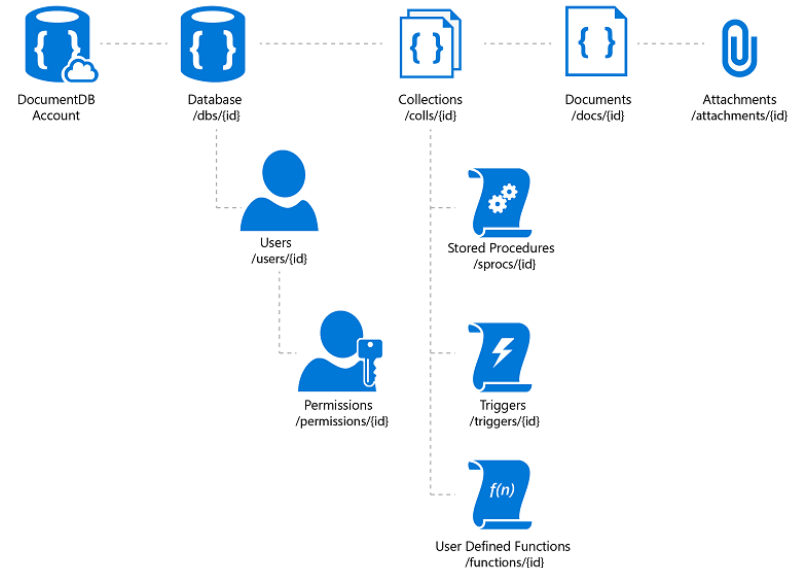 DocumentDB
Account
Database
/dbs/{id}
Collections
/colls/{id}
Documents
/docs/{id}
Attachments
/attachments/{id}
Users
/users/{id}
Stored Procedures
/sprocs/{id}
Permissions
/permissions/{id}
Triggers
/triggers/{id}
f(n)
User Defined Functions
/functions/{id}